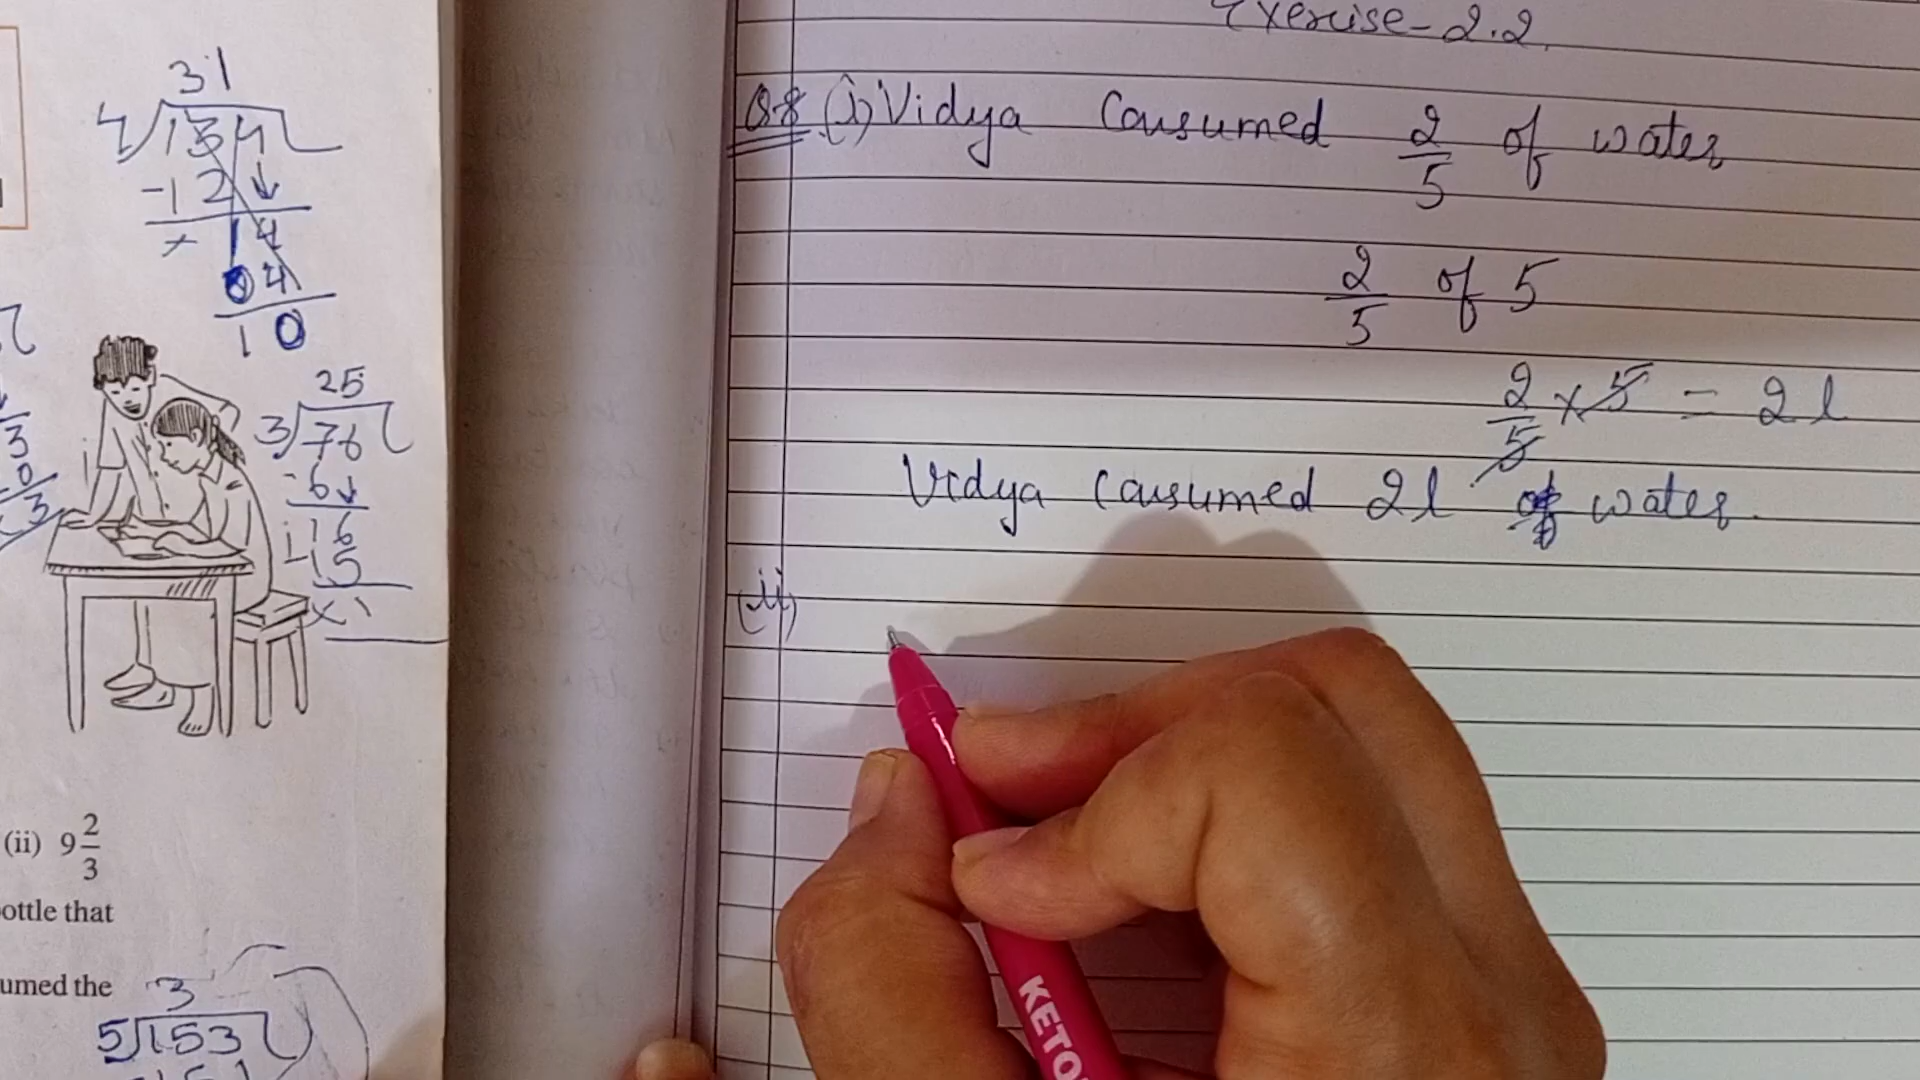 31
4)134
-12
14
04
10
25
3)76
-6
16
-15
x1
(ii) 9 2/3
ottle that
umed the
3
5)153
Exercise-2.2.
Q.8 (i) Vidya Consumed 2/5 of water
2/5 of 5
2/5 x 5 = 2 l
Vidya Consumed 2l of water.
(ii)
KETO